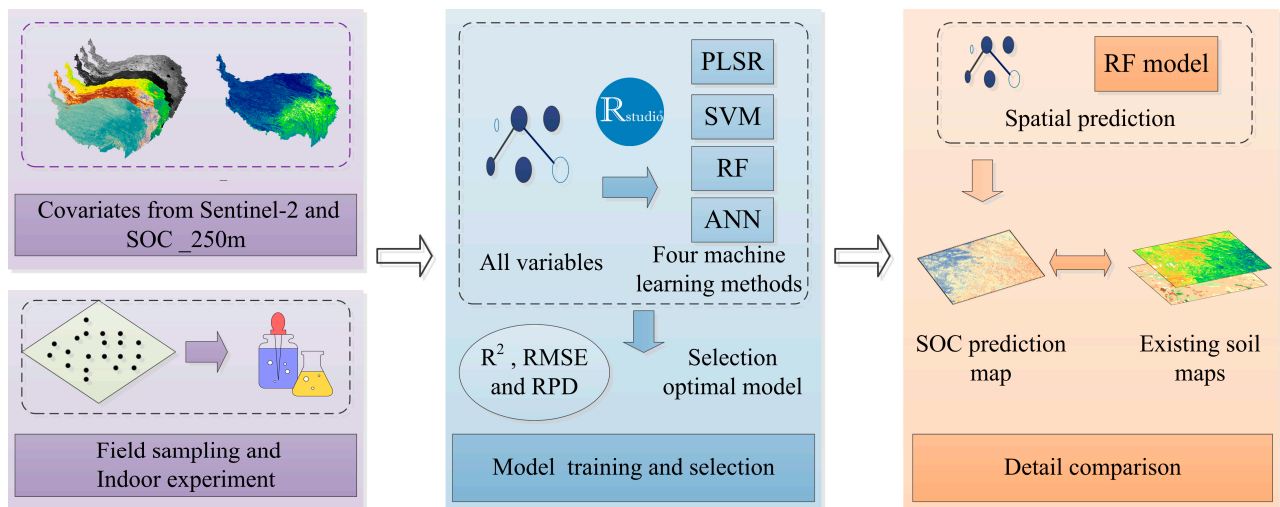 Covariates from Sentinel-2 and
SOC _250m
Field sampling and
Indoor experiment
PLSR
SVM
RF
ANN
Rstudio
All variables
Four machine
learning methods
R², RMSE
and RPD
Selection
optimal model
Model training and selection
RF model
Spatial prediction
SOC prediction
map
Existing soil
maps
Detail comparison